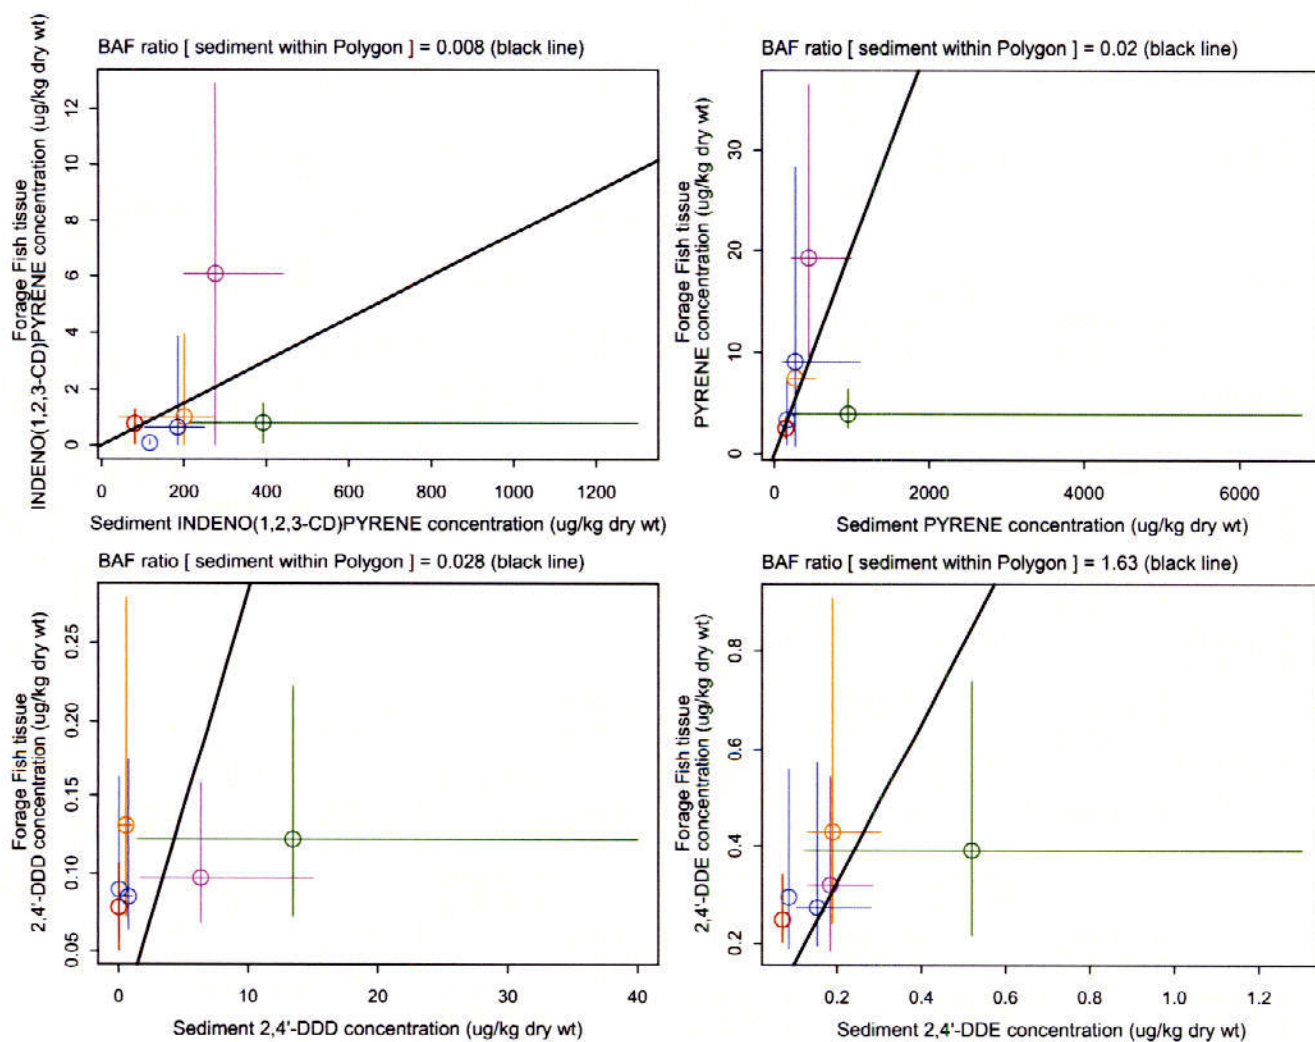 BAF ratio [ sediment within Polygon ] = 0.008 (black line)
Forage Fish tissue
INDENO(1,2,3-CD)PYRENE concentration (ug/kg dry wt)
12
10
8
6
4
2
0
0 200 400 600 800 1000 1200
Sediment INDENO(1,2,3-CD)PYRENE concentration (ug/kg dry wt)
BAF ratio [ sediment within Polygon ] = 0.02 (black line)
Forage Fish tissue
PYRENE concentration (ug/kg dry wt)
30
20
10
0
0 2000 4000 6000
Sediment PYRENE concentration (ug/kg dry wt)
BAF ratio [ sediment within Polygon ] = 0.028 (black line)
Forage Fish tissue
2,4'-DDD concentration (ug/kg dry wt)
0.25
0.20
0.15
0.10
0.05
0 10 20 30 40
Sediment 2,4'-DDD concentration (ug/kg dry wt)
BAF ratio [ sediment within Polygon ] = 1.63 (black line)
Forage Fish tissue
2,4'-DDE concentration (ug/kg dry wt)
0.8
0.6
0.4
0.2
0.2 0.4 0.6 0.8 1.0 1.2
Sediment 2,4'-DDE concentration (ug/kg dry wt)